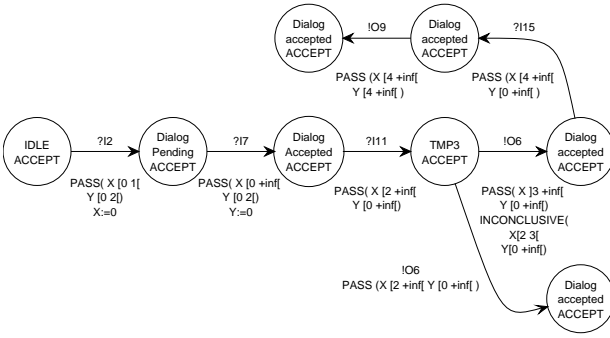 Dialog
accepted
ACCEPT
!O9
Dialog
accepted
ACCEPT
?I15
PASS (X [4 +inf[
Y [4 +inf[ )
PASS (X [4 +inf[
Y [0 +inf[ )
IDLE
ACCEPT
?I2
Dialog
Pending
ACCEPT
?I7
Dialog
Accepted
ACCEPT
?I11
TMP3
ACCEPT
!O6
Dialog
accepted
ACCEPT
PASS( X [0 1[
Y [0 2[)
X:=0
PASS( X [0 +inf[
Y [0 2[)
Y:=0
PASS( X [2 +inf[
Y [0 +inf[)
PASS( X ]3 +inf[
Y [0 +inf[)
INCONCLUSIVE(
X[2 3[
Y[0 +inf[)
!O6
PASS (X [2 +inf[ Y [0 +inf[ )
Dialog
accepted
ACCEPT